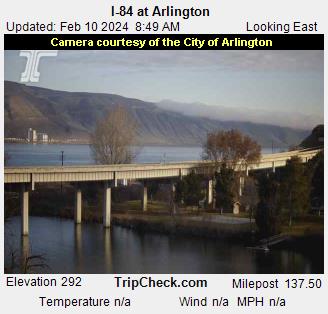 I-84 at Arlington
Updated: Feb 10 2024 8:49 AM Looking East
Camera courtesy of the City of Arlington
Elevation 292 TripCheck.com Milepost 137.50
Temperature n/a Wind n/a MPH n/a